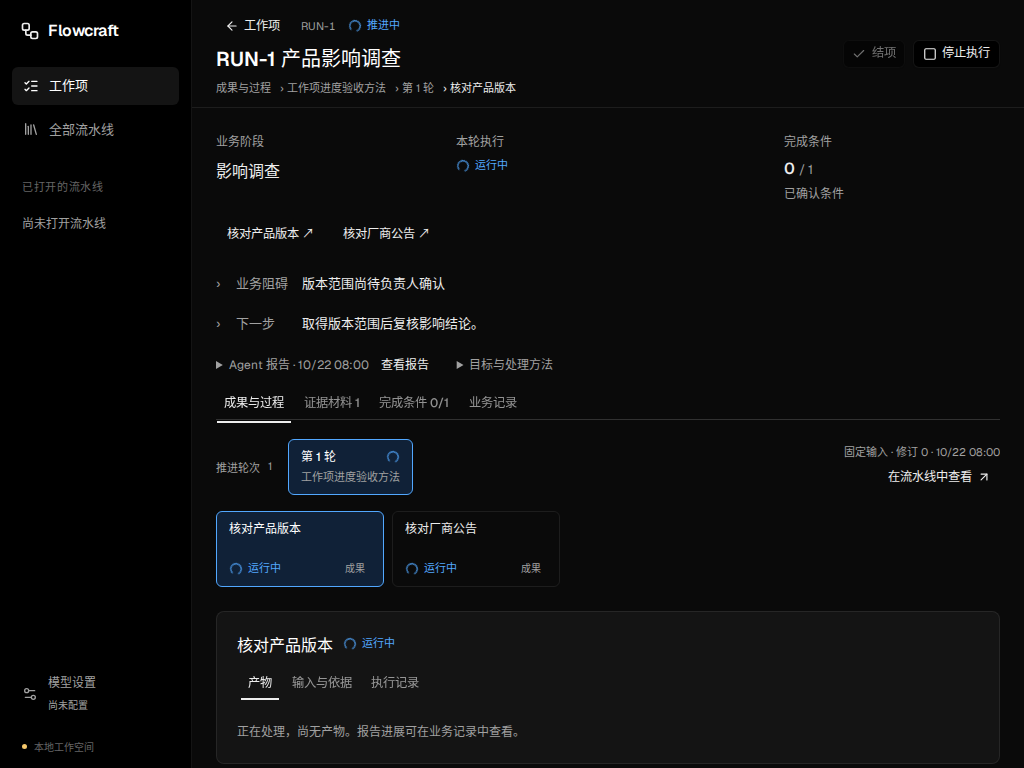 Flowcraft
工作项
全部流水线
已打开的流水线
尚未打开流水线
模型设置
尚未配置
本地工作空间
← 工作项 RUN-1 推进中
RUN-1 产品影响调查
成果与过程 › 工作项进度验收方法 › 第 1 轮 › 核对产品版本
结项 停止执行
业务阶段
影响调查
本轮执行
运行中
完成条件
0 / 1
已确认条件
核对产品版本 ↗ 核对厂商公告 ↗
› 业务阻碍 版本范围尚待负责人确认
› 下一步 取得版本范围后复核影响结论。
▶ Agent 报告 · 10/22 08:00 查看报告 ▶ 目标与处理方法
成果与过程 证据材料 1 完成条件 0/1 业务记录
推进轮次 1
第 1 轮
工作项进度验收方法
固定输入 · 修订 0 · 10/22 08:00
在流水线中查看 ↗
核对产品版本
运行中 成果
核对厂商公告
运行中 成果
核对产品版本 运行中
产物 输入与依据 执行记录
正在处理，尚无产物。报告进展可在业务记录中查看。